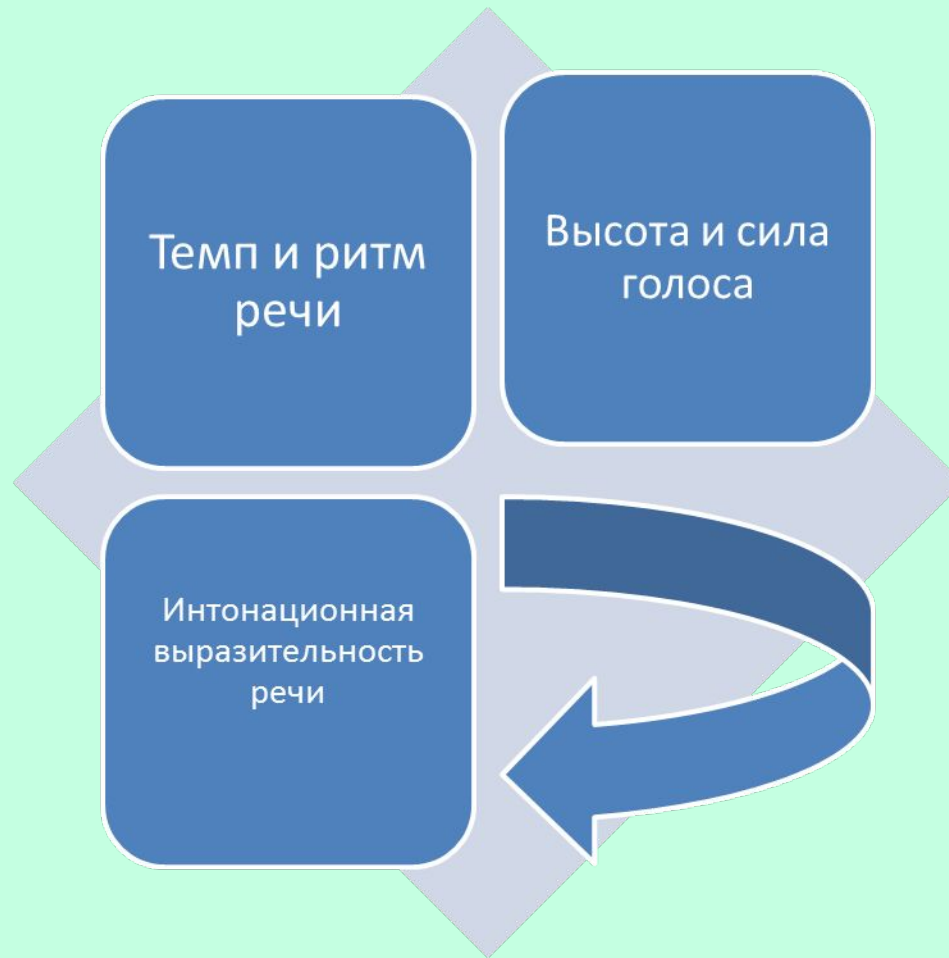 Темп и ритм
речи
Высота и сила
голоса
Интонационная
выразительность
речи